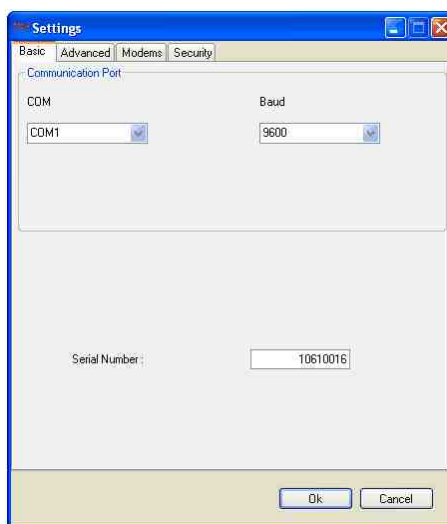 Settings
Basic Advanced Modems Security
Communication Port
COM Baud
COM1 9600
Serial Number : 10610016
Ok Cancel